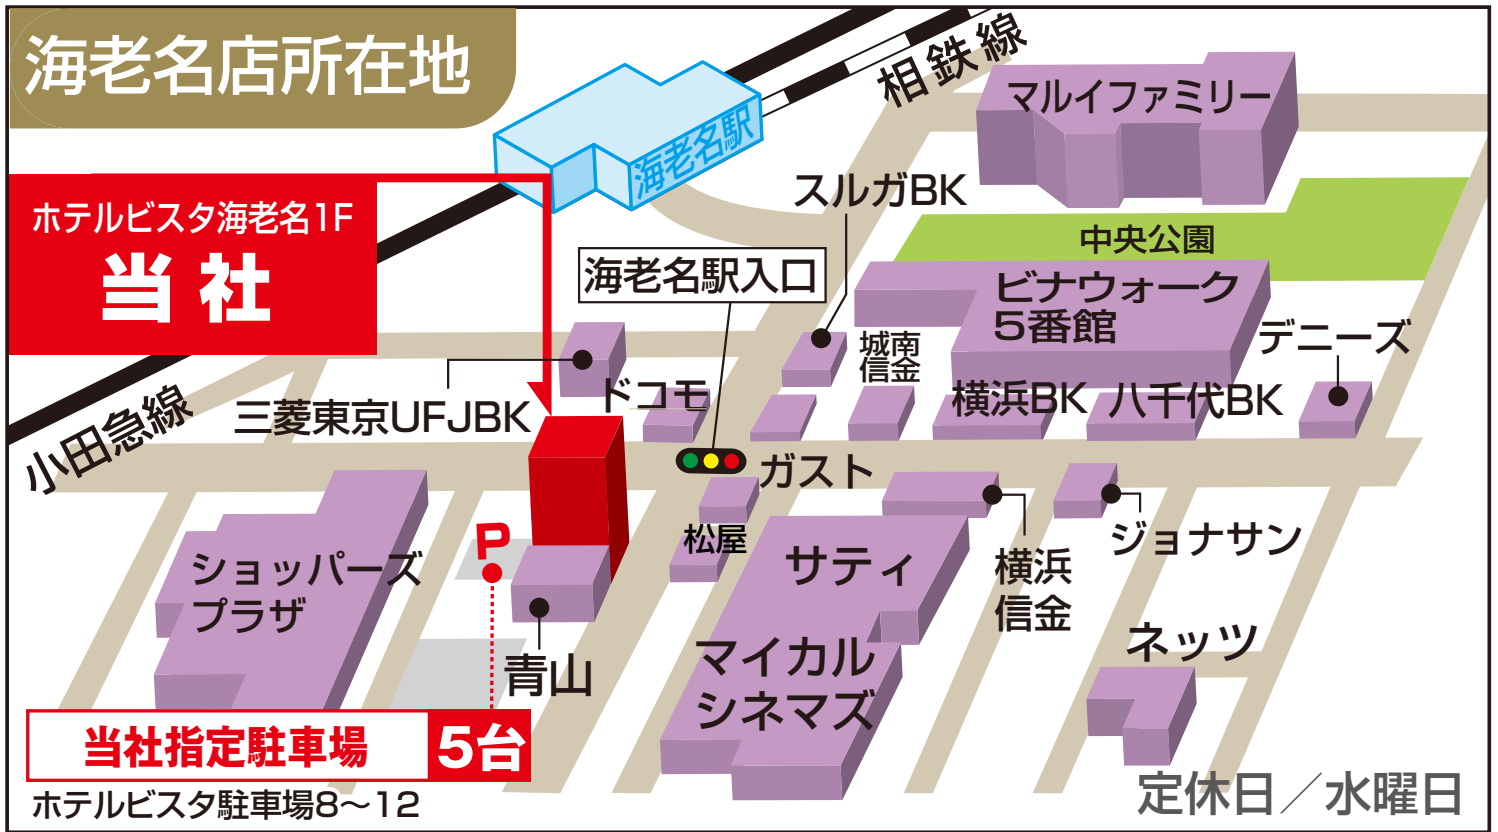 海老名店所在地
相鉄線
マルイファミリー
海老名駅
スルガBK
ホテルビスタ海老名1F
当社
中央公園
海老名駅入口
ビナウォーク
5番館
デニーズ
城南
信金
小田急線
三菱東京UFJBK
ドコモ
横浜BK
八千代BK
ガスト
P
松屋
ショッパーズ
プラザ
サティ
横浜
信金
ジョナサン
青山
マイカル
シネマズ
ネッツ
当社指定駐車場 5台
ホテルビスタ駐車場8～12
定休日／水曜日